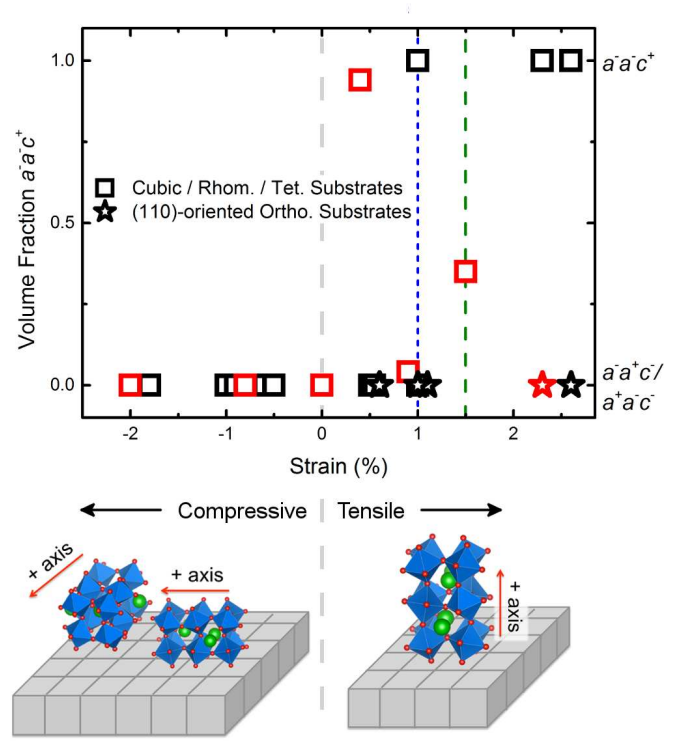 1.0
a⁻a⁻c⁺
Volume Fraction a⁻a⁻c⁺
Cubic / Rhom. / Tet. Substrates
0.5
(110)-oriented Ortho. Substrates
0.0
a⁻a⁺c⁻/
a⁺a⁻c⁻
-2 -1 0 1 2
Strain (%)
Compressive Tensile
+ axis
+ axis
+ axis